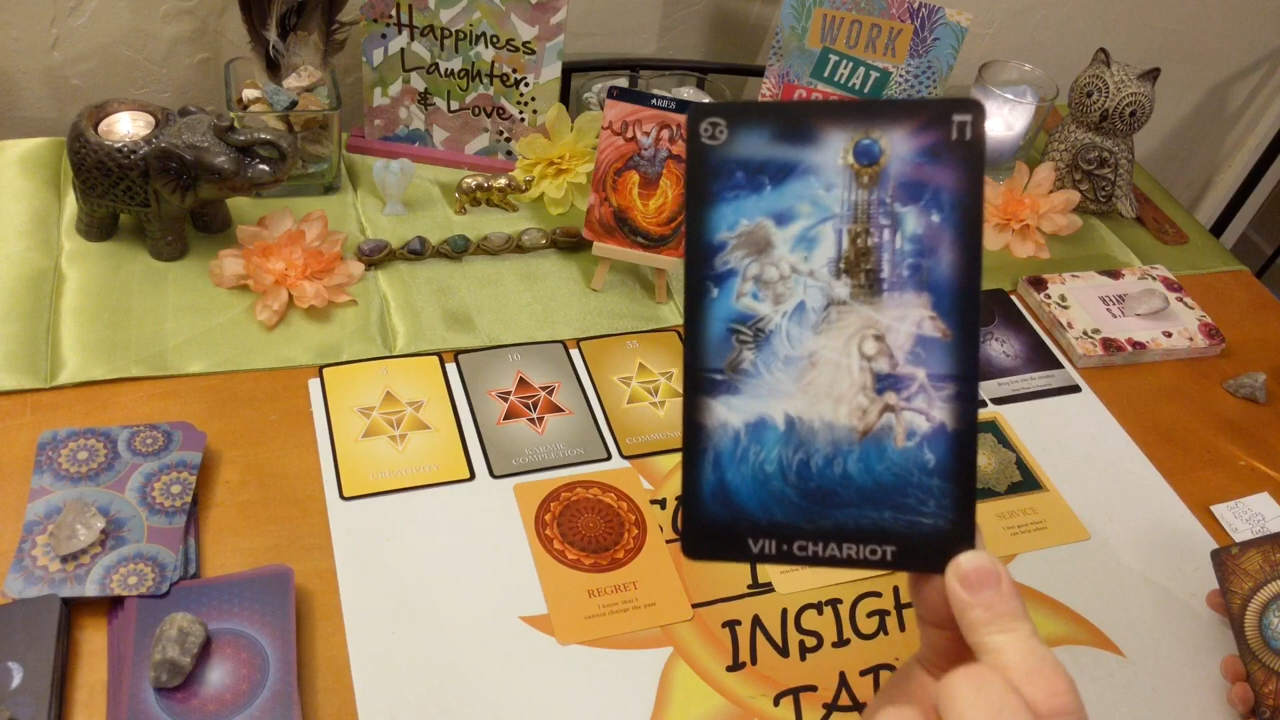 Happiness
Laughter
& Love
WORK
THAT
ARIES
VII · CHARIOT
3
CREATIVITY
10
KARMIC
COMPLETION
33
COMMUNI
REGRET
I know that I
cannot change the past
SERVICE
I feel good when I
can help others
INSIGH
TAR